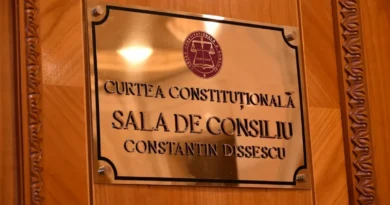 CURTEA CONSTITUȚIONALĂ
SALA DE CONSILIU
CONSTANTIN DISSESCU